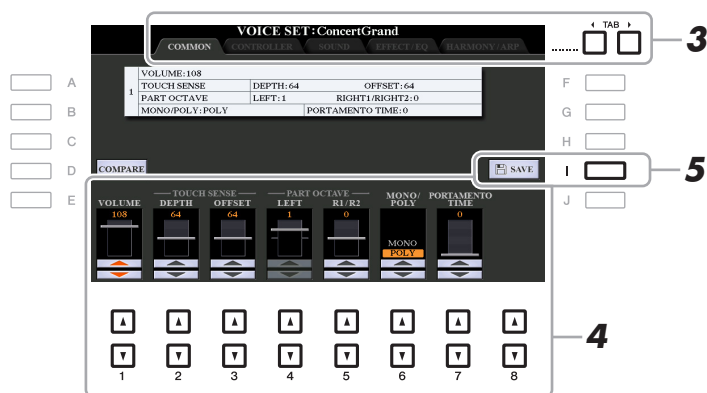 VOICE SET:ConcertGrand
TAB
3
COMMON CONTROLLER SOUND EFFECT/EQ HARMONY/ARP
A
B
C
D
E
1
VOLUME:108
TOUCH SENSE DEPTH:64 OFFSET:64
PART OCTAVE LEFT:1 RIGHT1/RIGHT2:0
MONO/POLY:POLY PORTAMENTO TIME:0
F
G
H
I
J
COMPARE
SAVE
5
TOUCH SENSE PART OCTAVE MONO/ PORTAMENTO
VOLUME DEPTH OFFSET LEFT R1/R2 POLY TIME
108 64 64 1 0 0
MONO
POLY
4
1 2 3 4 5 6 7 8